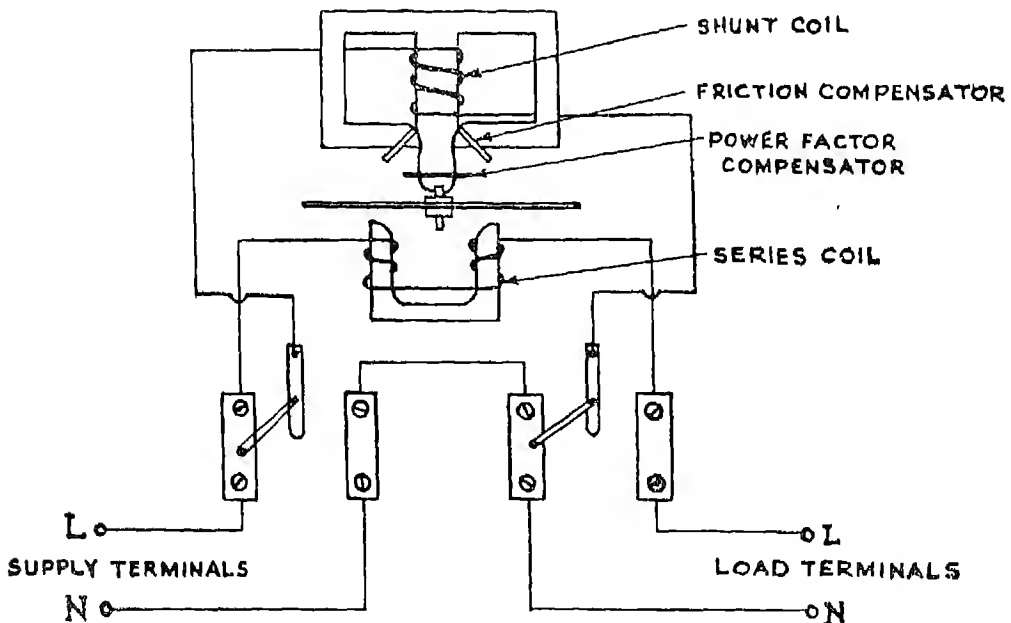 SHUNT COIL
FRICTION COMPENSATOR
POWER FACTOR
COMPENSATOR
SERIES COIL
L
L
SUPPLY TERMINALS
LOAD TERMINALS
N
N